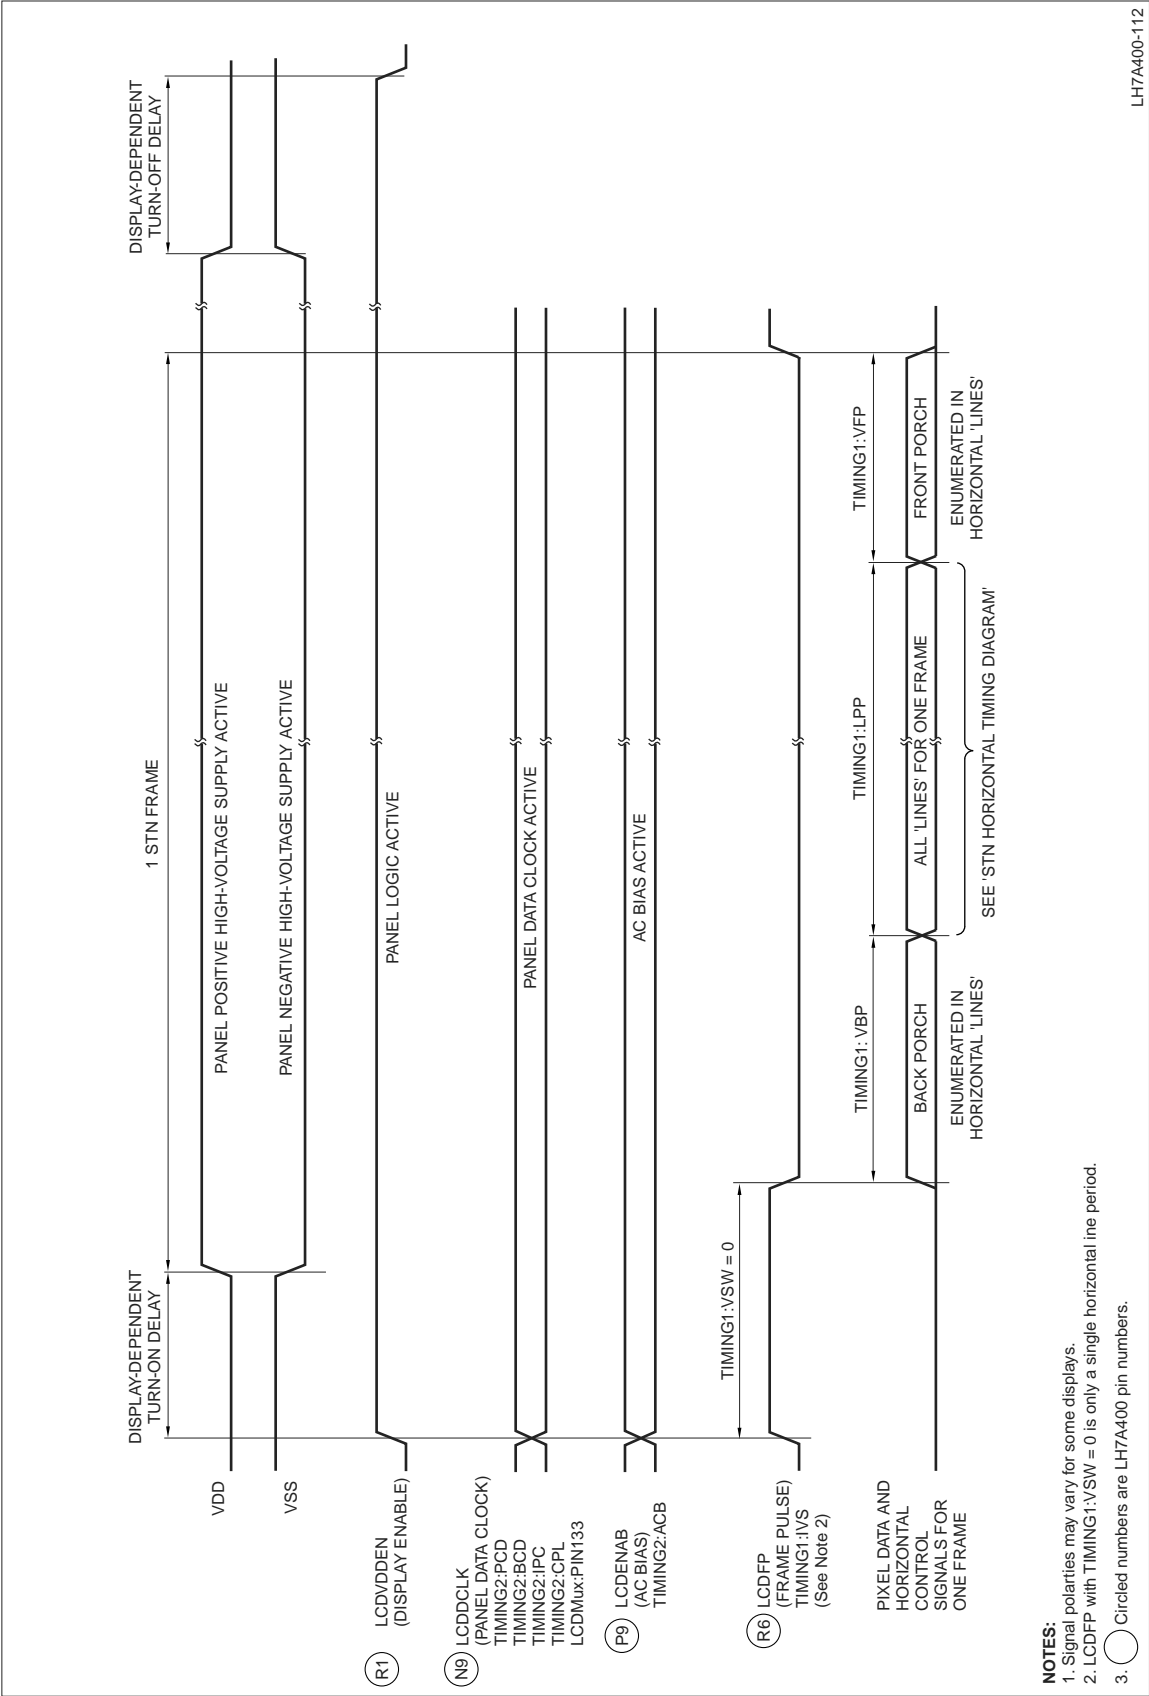 DISPLAY-DEPENDENT
TURN-ON DELAY
1 STN FRAME
DISPLAY-DEPENDENT
TURN-OFF DELAY
VDD
PANEL POSITIVE HIGH-VOLTAGE SUPPLY ACTIVE
VSS
PANEL NEGATIVE HIGH-VOLTAGE SUPPLY ACTIVE
R1
LCDVDDEN
(DISPLAY ENABLE)
PANEL LOGIC ACTIVE
N9
LCDDCLK
(PANEL DATA CLOCK)
TIMING2:PCD
TIMING2:BCD
TIMING2:IPC
TIMING2:CPL
LCDMux:PIN133
PANEL DATA CLOCK ACTIVE
P9
LCDENAB
(AC BIAS)
TIMING2:ACB
AC BIAS ACTIVE
TIMING1:VSW = 0
R6
LCDFP
(FRAME PULSE)
TIMING1:IVS
(See Note 2)
TIMING1: VBP
TIMING1:LPP
TIMING1:VFP
PIXEL DATA AND
HORIZONTAL
CONTROL
SIGNALS FOR
ONE FRAME
BACK PORCH
ALL 'LINES' FOR ONE FRAME
FRONT PORCH
ENUMERATED IN
HORIZONTAL 'LINES'
SEE 'STN HORIZONTAL TIMING DIAGRAM'
ENUMERATED IN
HORIZONTAL 'LINES'
NOTES:
1. Signal polarties may vary for some displays.
2. LCDFP with TIMING1:VSW = 0 is only a single horizontal ine period.
3. Circled numbers are LH7A400 pin numbers.
LH7A400-112